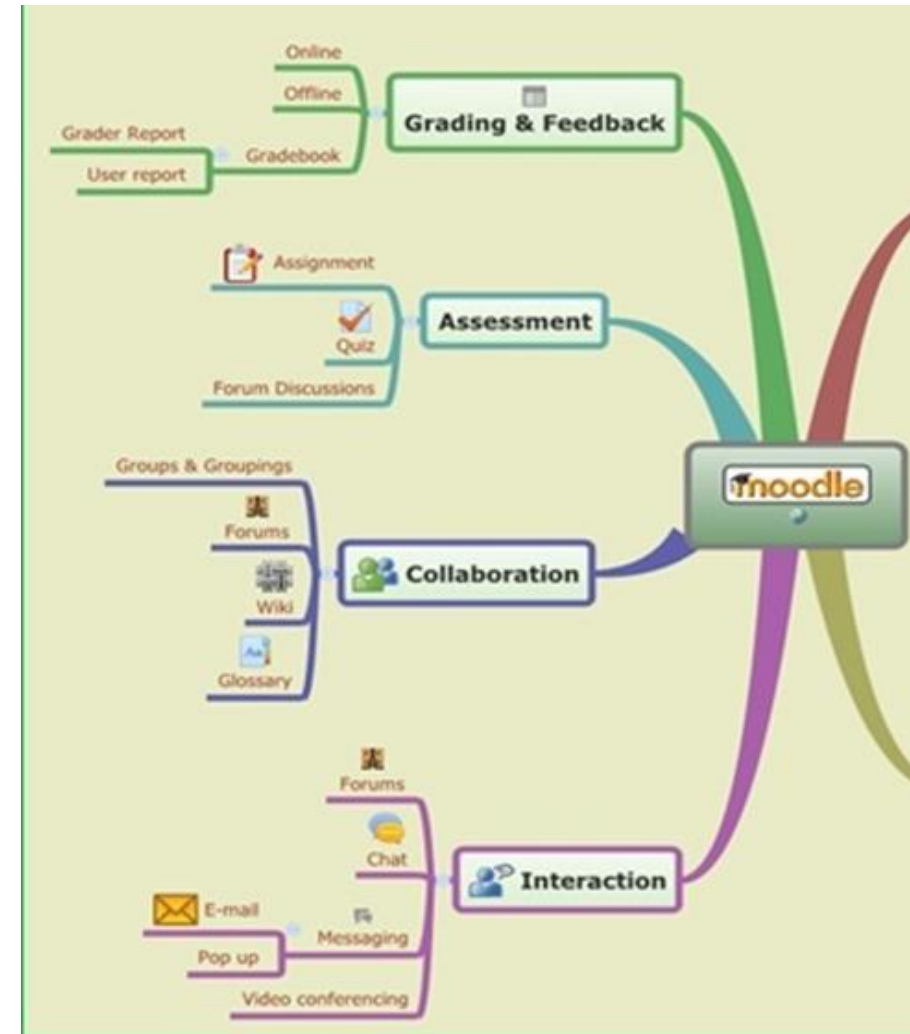 Online
Offline
Grading & Feedback
Grader Report
Gradebook
User report
Assignment
Assessment
Quiz
Forum Discussions
moodle
Groups & Groupings
Forums
Collaboration
Wiki
Glossary
Forums
Chat
Interaction
E-mail
Messaging
Pop up
Video conferencing